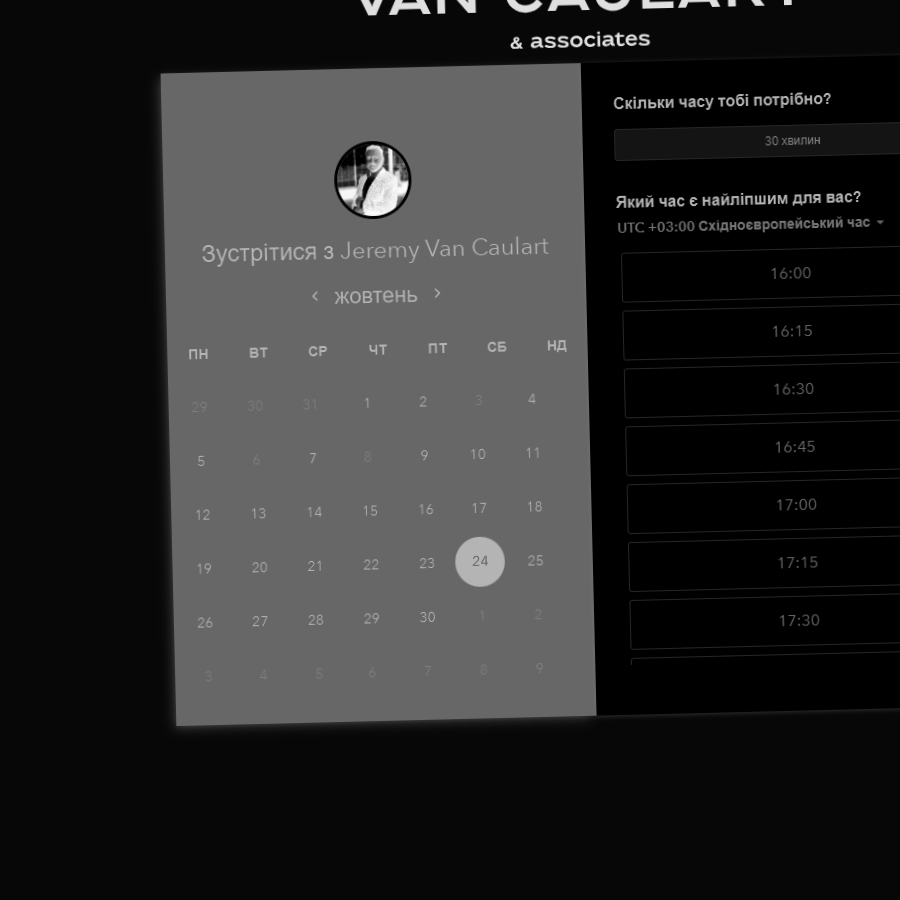 VAN CAULART
& associates
Зустрітися з Jeremy Van Caulart
‹ жовтень ›
ПН ВТ СР ЧТ ПТ СБ НД
29 30 31 1 2 3 4
5 6 7 8 9 10 11
12 13 14 15 16 17 18
19 20 21 22 23 24 25
26 27 28 29 30 1 2
3 4 5 6 7 8 9
Скільки часу тобі потрібно?
30 хвилин
Який час є найліпшим для вас?
UTC +03:00 Східноєвропейський час
16:00
16:15
16:30
16:45
17:00
17:15
17:30